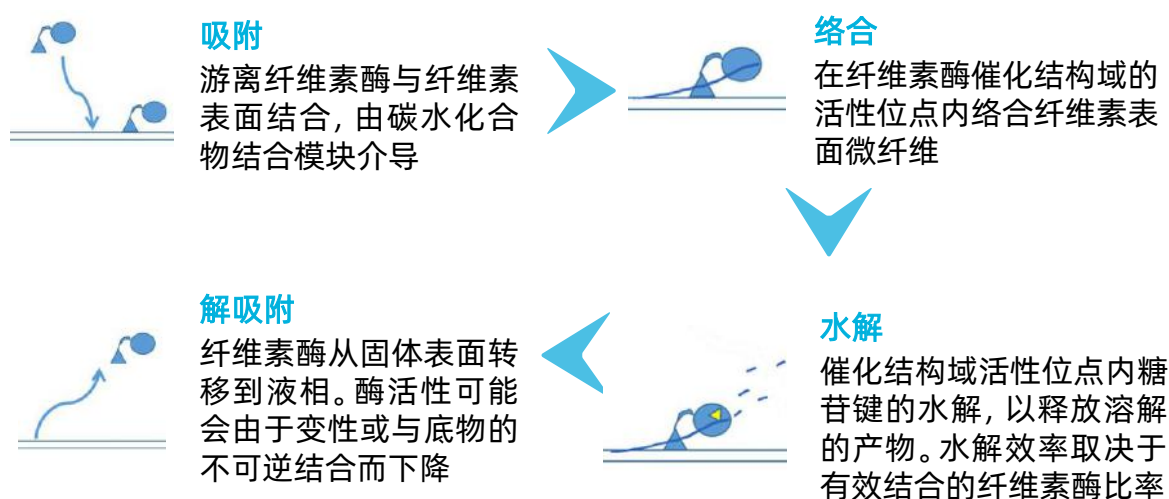 吸附
游离纤维素酶与纤维素
表面结合，由碳水化合
物结合模块介导
络合
在纤维素酶催化结构域的
活性位点内络合纤维素表
面微纤维
解吸附
纤维素酶从固体表面转
移到液相。酶活性可能
会由于变性或与底物的
不可逆结合而下降
水解
催化结构域活性位点内糖
苷键的水解，以释放溶解
的产物。水解效率取决于
有效结合的纤维素酶比率